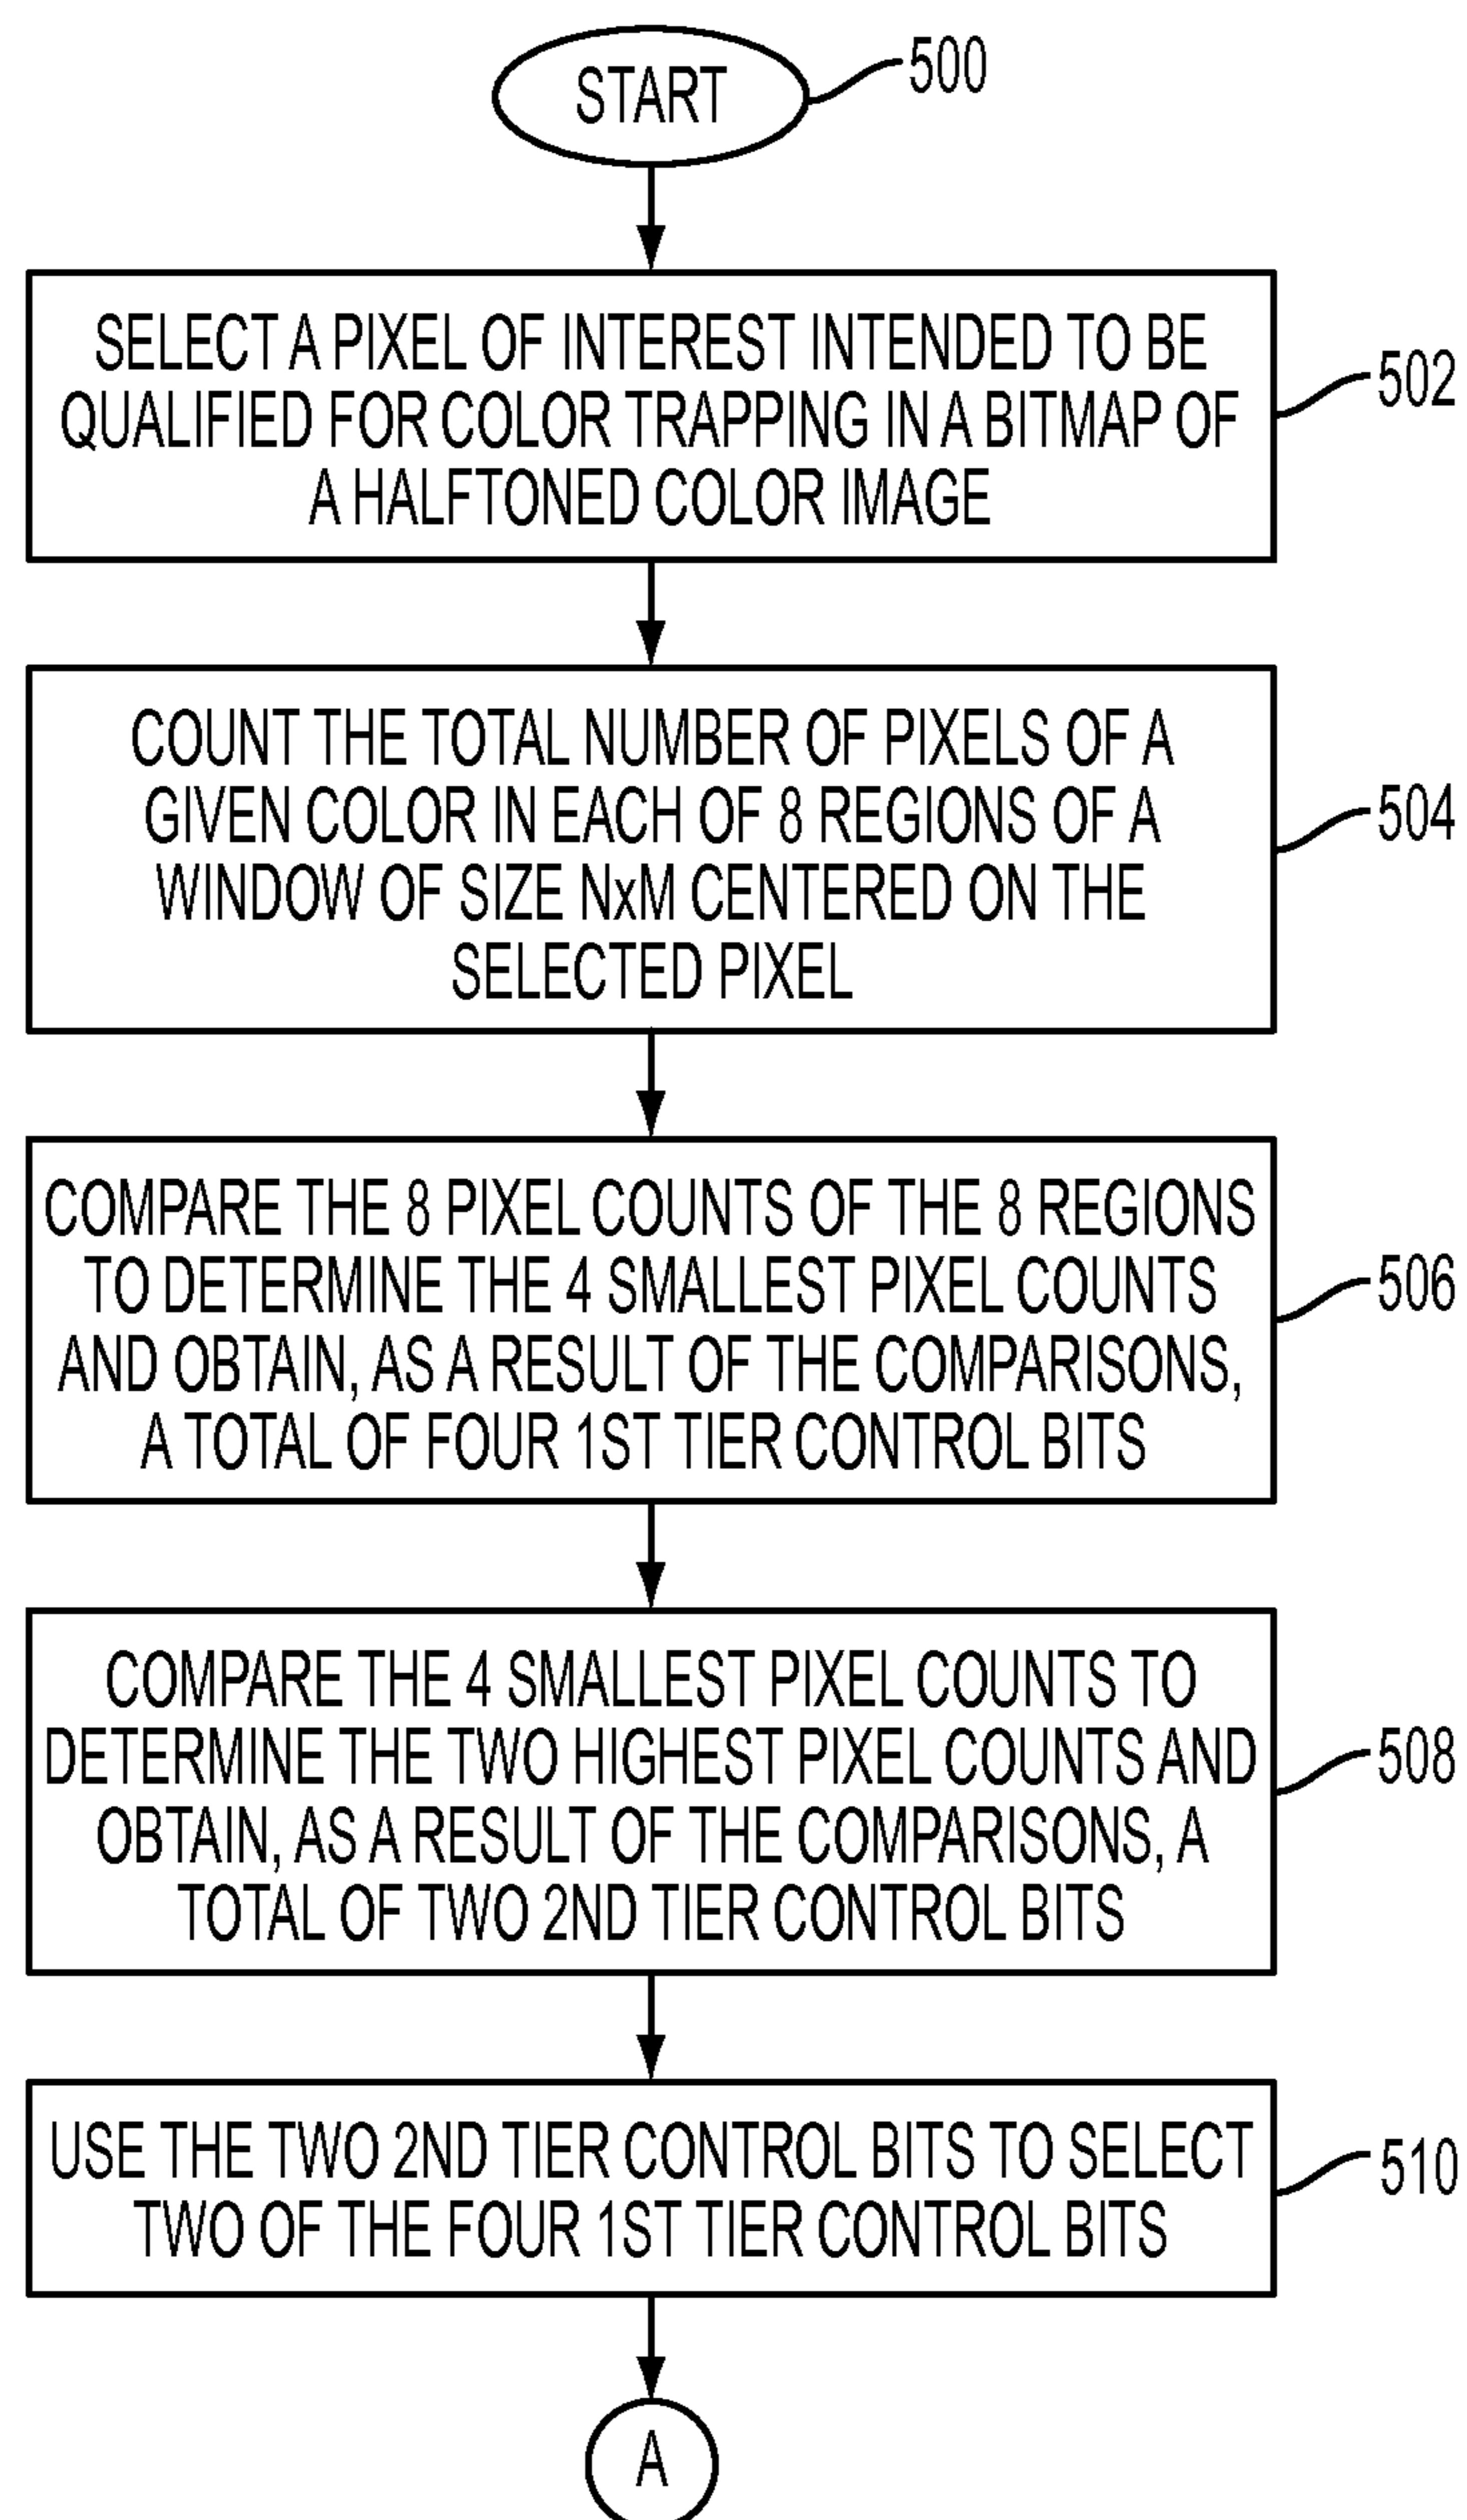 START
500
SELECT A PIXEL OF INTEREST INTENDED TO BE
QUALIFIED FOR COLOR TRAPPING IN A BITMAP OF
A HALFTONED COLOR IMAGE
502
COUNT THE TOTAL NUMBER OF PIXELS OF A
GIVEN COLOR IN EACH OF 8 REGIONS OF A
WINDOW OF SIZE NxM CENTERED ON THE
SELECTED PIXEL
504
COMPARE THE 8 PIXEL COUNTS OF THE 8 REGIONS
TO DETERMINE THE 4 SMALLEST PIXEL COUNTS
AND OBTAIN, AS A RESULT OF THE COMPARISONS,
A TOTAL OF FOUR 1ST TIER CONTROL BITS
506
COMPARE THE 4 SMALLEST PIXEL COUNTS TO
DETERMINE THE TWO HIGHEST PIXEL COUNTS AND
OBTAIN, AS A RESULT OF THE COMPARISONS, A
TOTAL OF TWO 2ND TIER CONTROL BITS
508
USE THE TWO 2ND TIER CONTROL BITS TO SELECT
TWO OF THE FOUR 1ST TIER CONTROL BITS
510
A